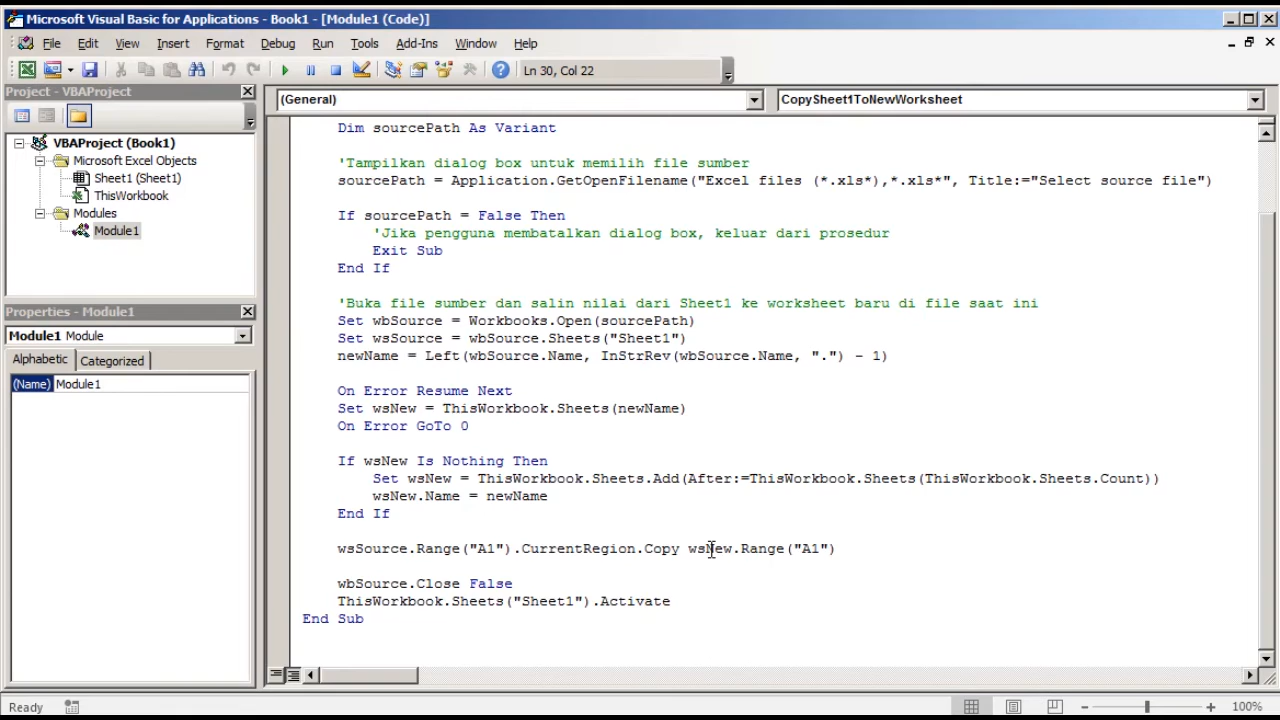 Microsoft Visual Basic for Applications - Book1 - [Module1 (Code)]
File Edit View Insert Format Debug Run Tools Add-Ins Window Help
Ln 30, Col 22
Project - VBAProject
(General)
CopySheet1ToNewWorksheet
VBAProject (Book1)
Microsoft Excel Objects
Sheet1 (Sheet1)
ThisWorkbook
Modules
Module1
Properties - Module1
Module1 Module
Alphabetic Categorized
(Name) Module1
Dim sourcePath As Variant
'Tampilkan dialog box untuk memilih file sumber
sourcePath = Application.GetOpenFilename("Excel files (*.xls*),*.xls*", Title:="Select source file")
If sourcePath = False Then
'Jika pengguna membatalkan dialog box, keluar dari prosedur
Exit Sub
End If
'Buka file sumber dan salin nilai dari Sheet1 ke worksheet baru di file saat ini
Set wbSource = Workbooks.Open(sourcePath)
Set wsSource = wbSource.Sheets("Sheet1")
newName = Left(wbSource.Name, InStrRev(wbSource.Name, ".") - 1)
On Error Resume Next
Set wsNew = ThisWorkbook.Sheets(newName)
On Error GoTo 0
If wsNew Is Nothing Then
Set wsNew = ThisWorkbook.Sheets.Add(After:=ThisWorkbook.Sheets(ThisWorkbook.Sheets.Count))
wsNew.Name = newName
End If
wsSource.Range("A1").CurrentRegion.Copy wsNew.Range("A1")
wbSource.Close False
ThisWorkbook.Sheets("Sheet1").Activate
End Sub
Ready
100%